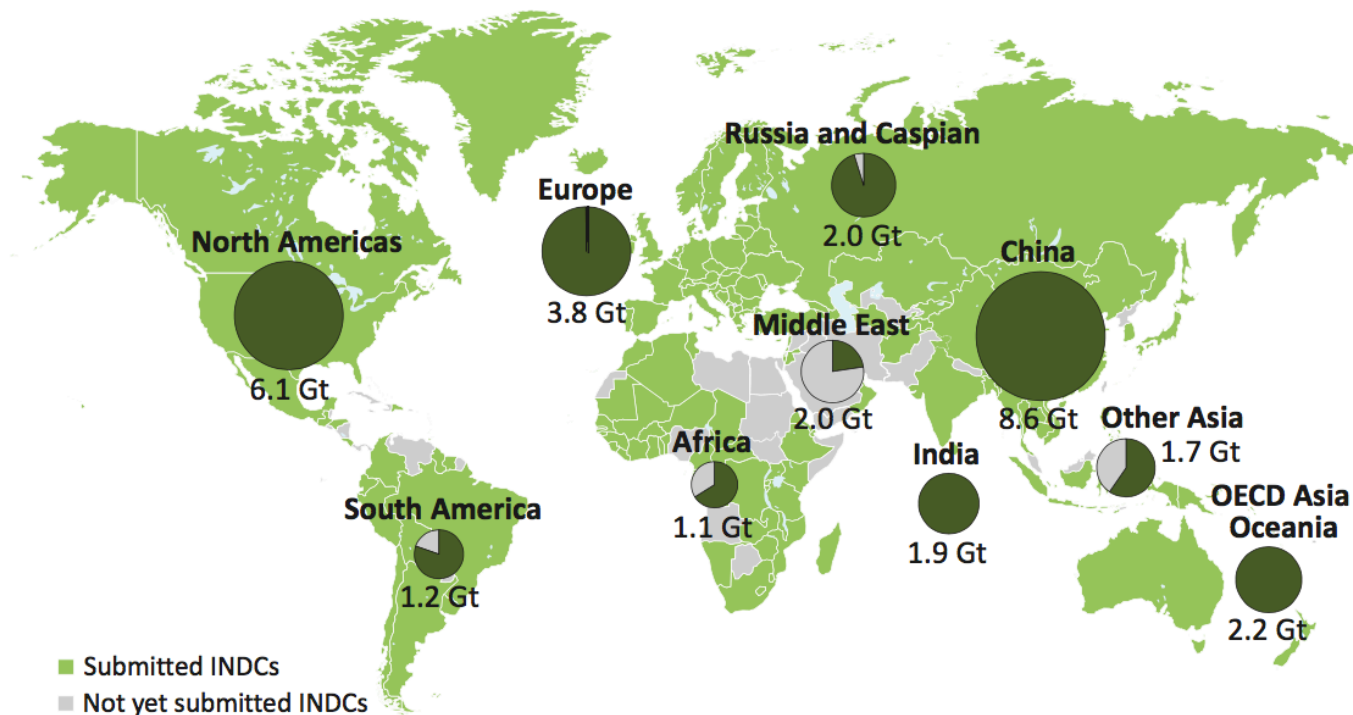 Russia and Caspian
2.0 Gt
Europe
3.8 Gt
North Americas
6.1 Gt
China
8.6 Gt
Middle East
2.0 Gt
Other Asia
1.7 Gt
Africa
1.1 Gt
India
1.9 Gt
OECD Asia
Oceania
2.2 Gt
South America
1.2 Gt
Submitted INDCs
Not yet submitted INDCs